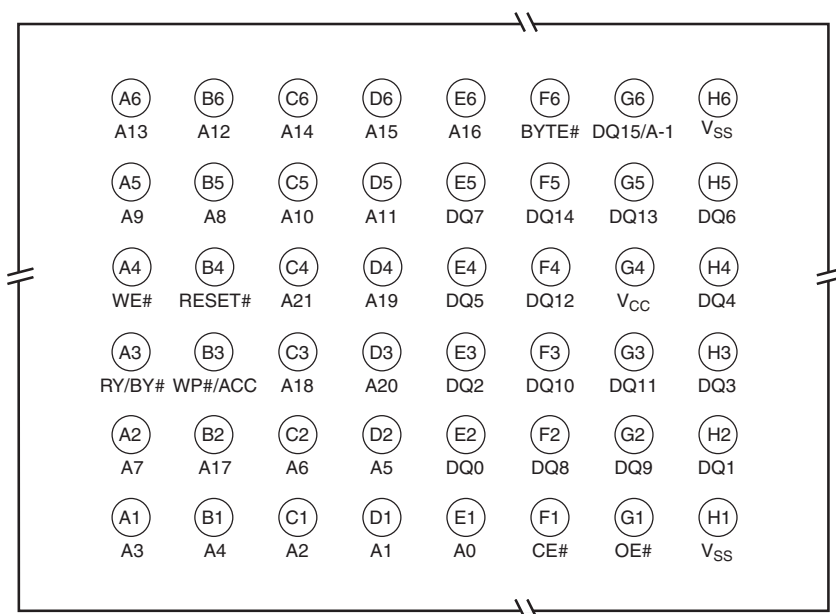 A6 B6 C6 D6 E6 F6 G6 H6
A13 A12 A14 A15 A16 BYTE# DQ15/A-1 VSS
A5 B5 C5 D5 E5 F5 G5 H5
A9 A8 A10 A11 DQ7 DQ14 DQ13 DQ6
A4 B4 C4 D4 E4 F4 G4 H4
WE# RESET# A21 A19 DQ5 DQ12 VCC DQ4
A3 B3 C3 D3 E3 F3 G3 H3
RY/BY# WP#/ACC A18 A20 DQ2 DQ10 DQ11 DQ3
A2 B2 C2 D2 E2 F2 G2 H2
A7 A17 A6 A5 DQ0 DQ8 DQ9 DQ1
A1 B1 C1 D1 E1 F1 G1 H1
A3 A4 A2 A1 A0 CE# OE# VSS